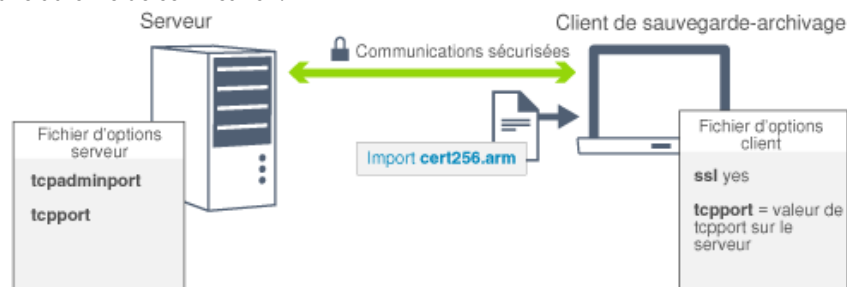 Serveur
Client de sauvegarde-archivage
Communications sécurisées
Fichier d'options
serveur
tcpadminport
tcpport
Import cert256.arm
Fichier d'options
client
ssl yes
tcpport = valeur de
tcpport sur le
serveur